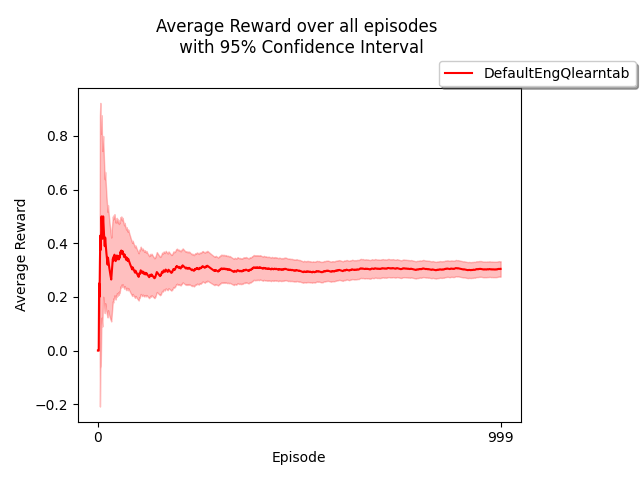 Average Reward over all episodes
with 95% Confidence Interval
DefaultEngQlearntab
0.8
0.6
0.4
0.2
0.0
−0.2
Average Reward
0
999
Episode